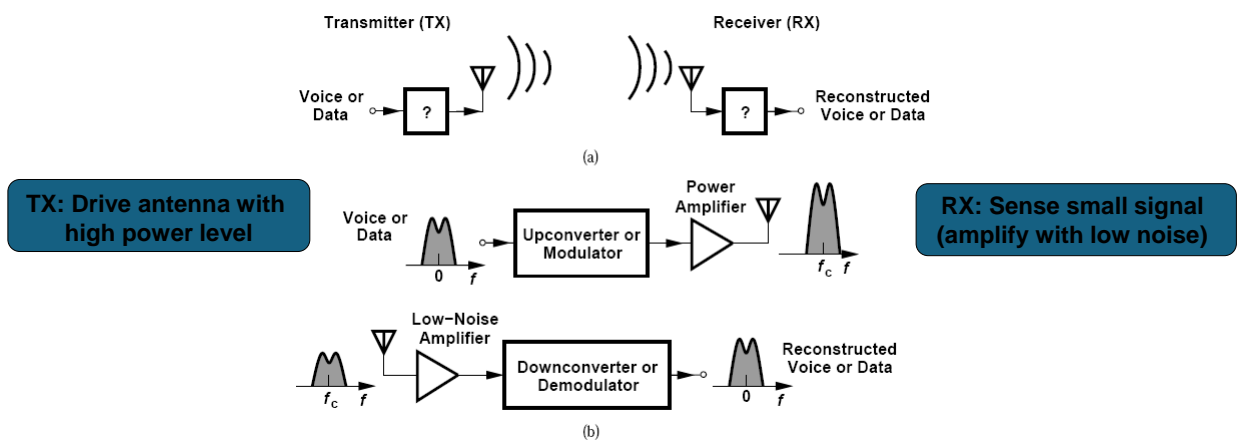 Transmitter (TX)
Receiver (RX)
Voice or
Data
?
?
Reconstructed
Voice or Data
(a)
TX: Drive antenna with
high power level
Voice or
Data
0
f
Upconverter or
Modulator
Power
Amplifier
fc
f
RX: Sense small signal
(amplify with low noise)
fc
f
Low−Noise
Amplifier
Downconverter or
Demodulator
0
f
Reconstructed
Voice or Data
(b)